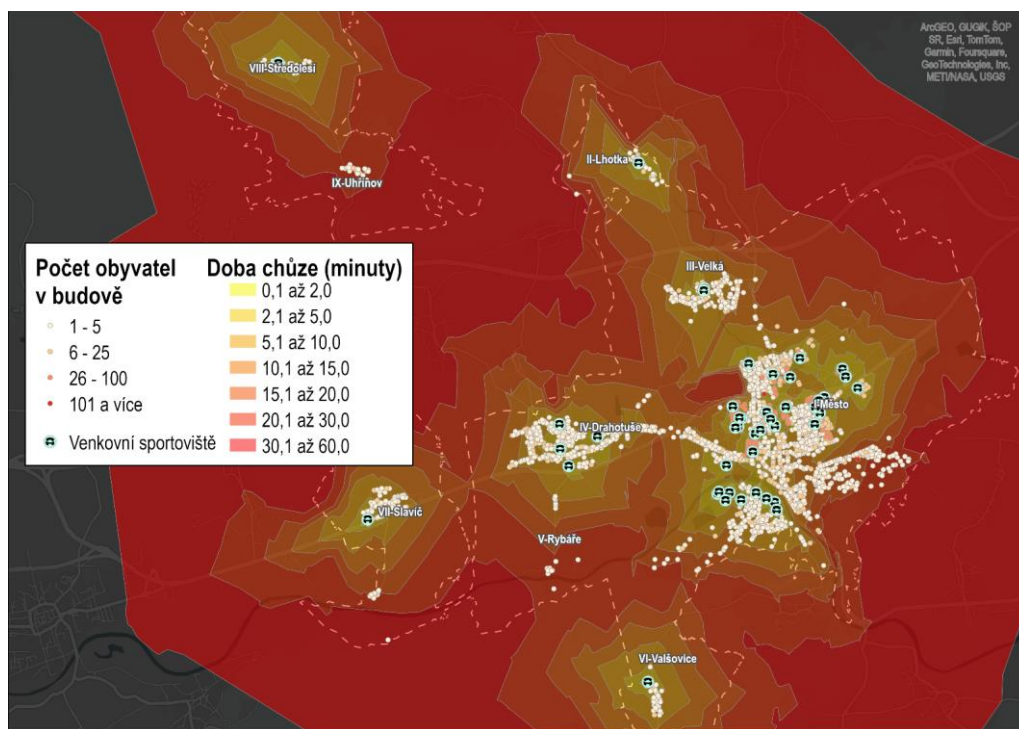 ArcGEO, GUGIK, ŠOP
SR, Esri, TomTom,
Garmin, Foursquare,
GeoTechnologies, Inc,
METI/NASA, USGS
VIII-Středolesí
IX-Uhřínov
II-Lhotka
III-Velká
I-Město
IV-Drahotuše
VII-Slavíč
V-Rybáře
VI-Valšovice
Počet obyvatel
v budově
1 - 5
6 - 25
26 - 100
101 a více
Venkovní sportoviště
Doba chůze (minuty)
0,1 až 2,0
2,1 až 5,0
5,1 až 10,0
10,1 až 15,0
15,1 až 20,0
20,1 až 30,0
30,1 až 60,0